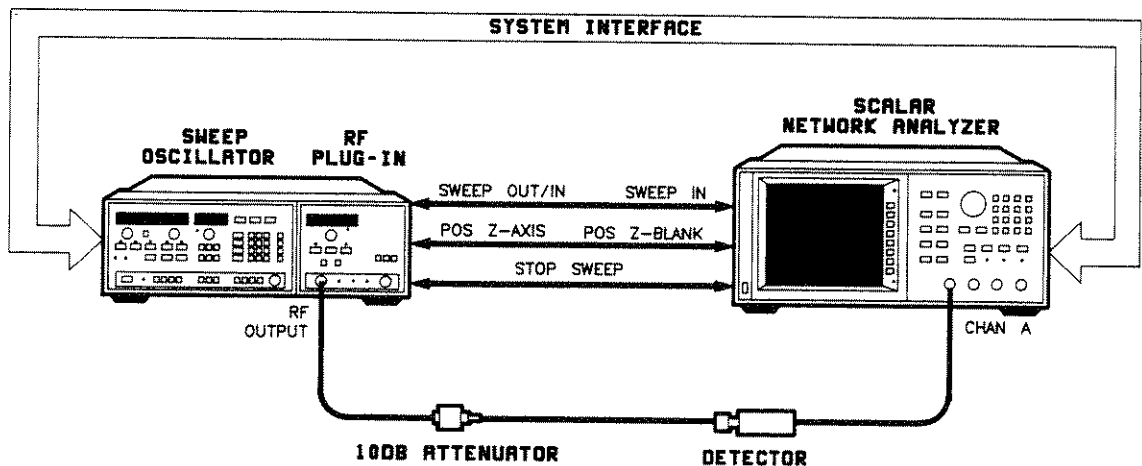 SYSTEM INTERFACE
SCALAR
NETWORK ANALYZER
SWEEP
OSCILLATOR
RF
PLUG-IN
SWEEP OUT/IN
SWEEP IN
POS Z-AXIS
POS Z-BLANK
STOP SWEEP
RF
OUTPUT
CHAN A
10DB ATTENUATOR
DETECTOR